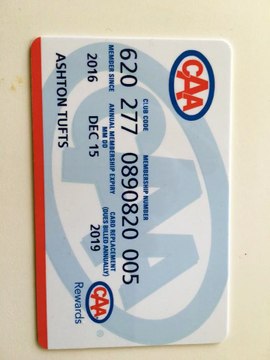 CAA
CLUB CODE MEMBERSHIP NUMBER
620 277 0890820 005
MEMBER SINCE ANNUAL MEMBERSHIP EXPIRY CARD REPLACEMENT
MM DD (DUES BILLED ANNUALLY)
2016 DEC 15 2019
ASHTON TUFTS
CAA
Rewards